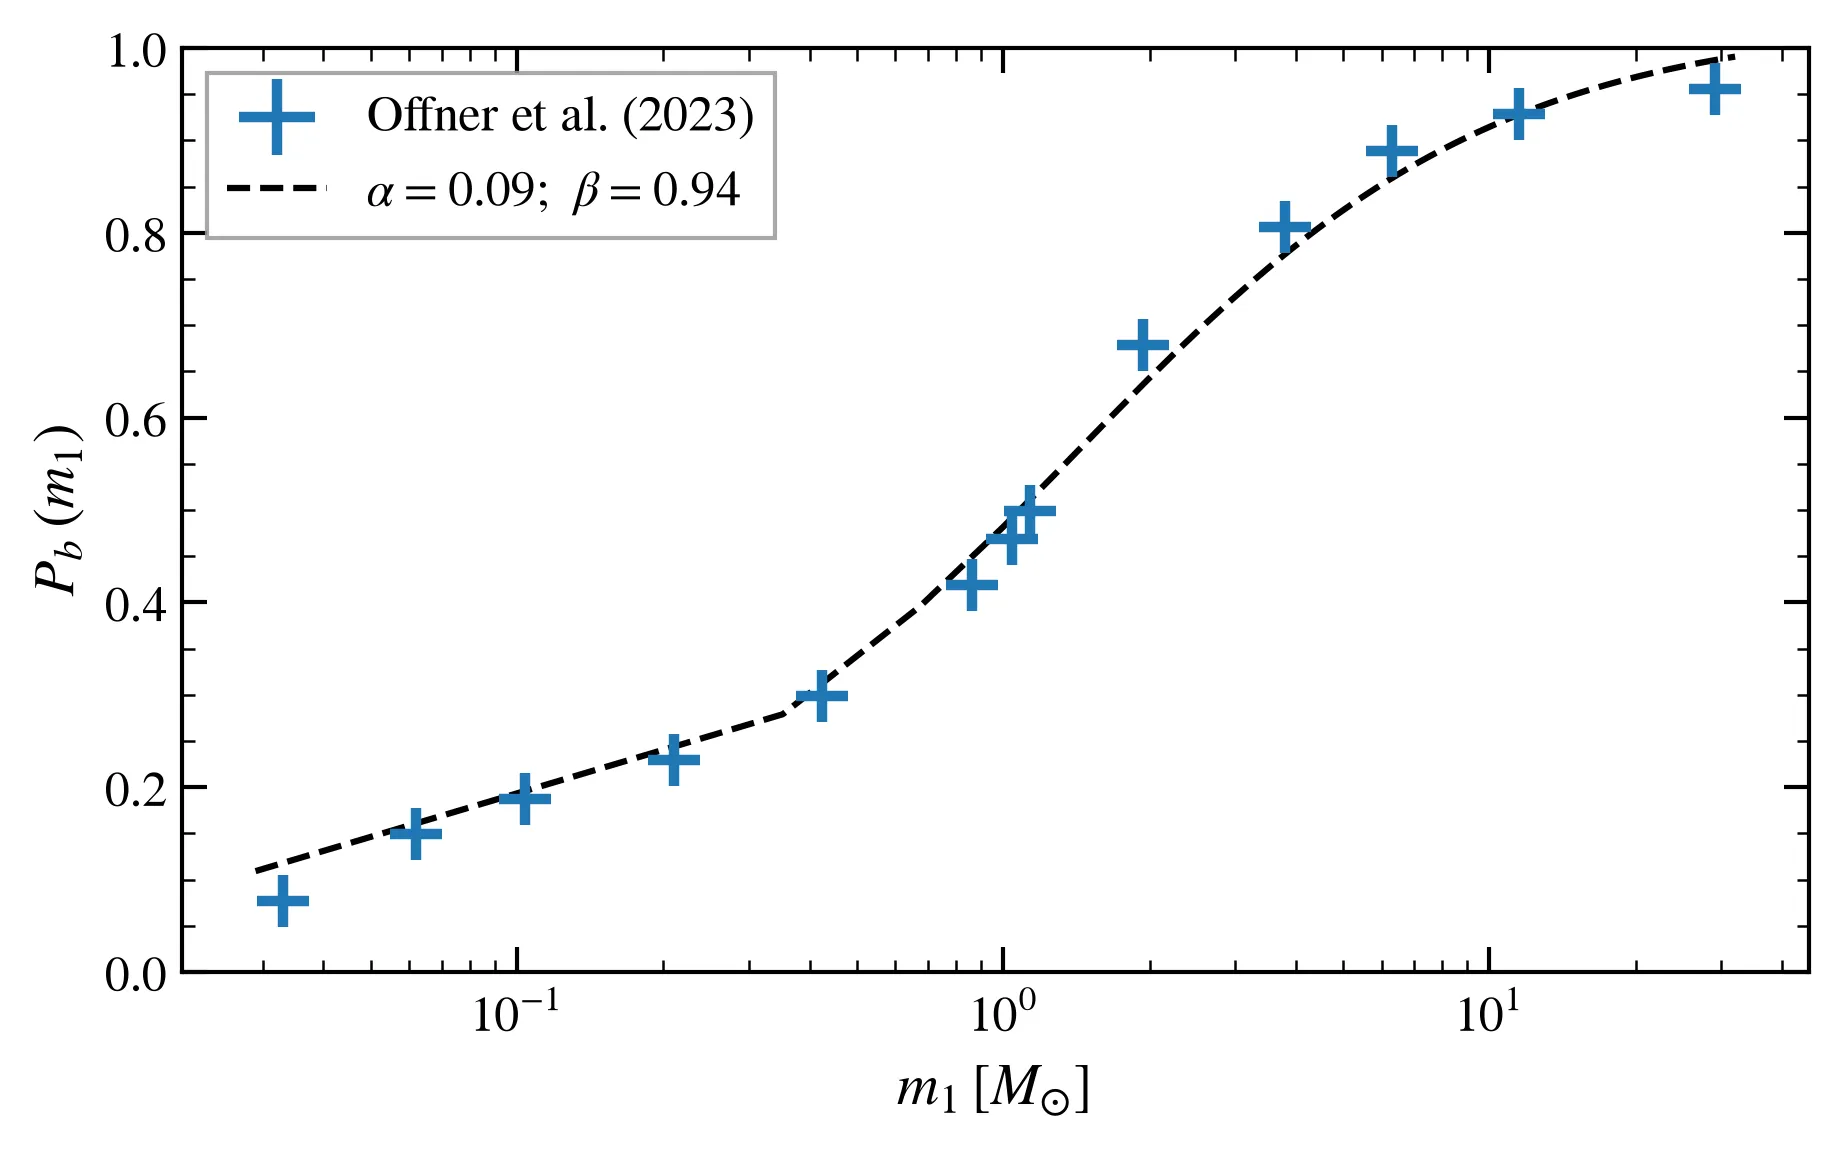 1.0
0.8
0.6
0.4
0.2
0.0
P_b (m_1)
Offner et al. (2023)
α = 0.09; β = 0.94
10^−1
10^0
10^1
m_1 [M_⊙]